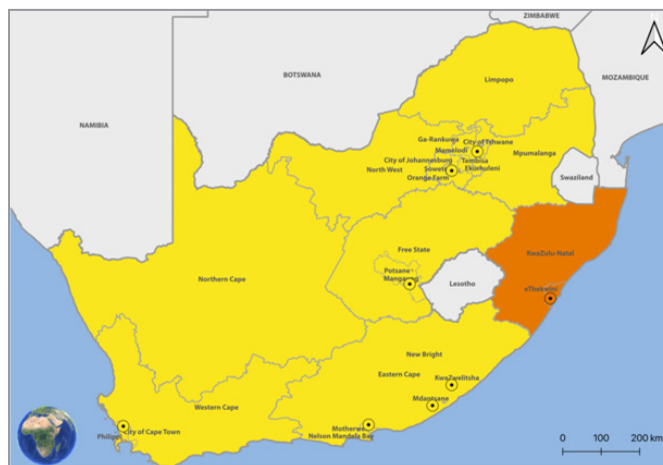 ZIMBABWE
MOZAMBIQUE
BOTSWANA
NAMIBIA
Limpopo
Ga-Rankuwa
City of Tshwane
Mamelodi
Mpumalanga
City of Johannesburg
Tembisa
North West
Soweto
Ekurhuleni
Orange Farm
Swaziland
Free State
KwaZulu-Natal
Northern Cape
Potsane
Mangaung
Lesotho
eThekwini
New Bright
Eastern Cape
KwaZwelitsha
Western Cape
Mdantsane
Motherwe
City of Cape Town
Philippi
Nelson Mandela Bay
0 100 200 km